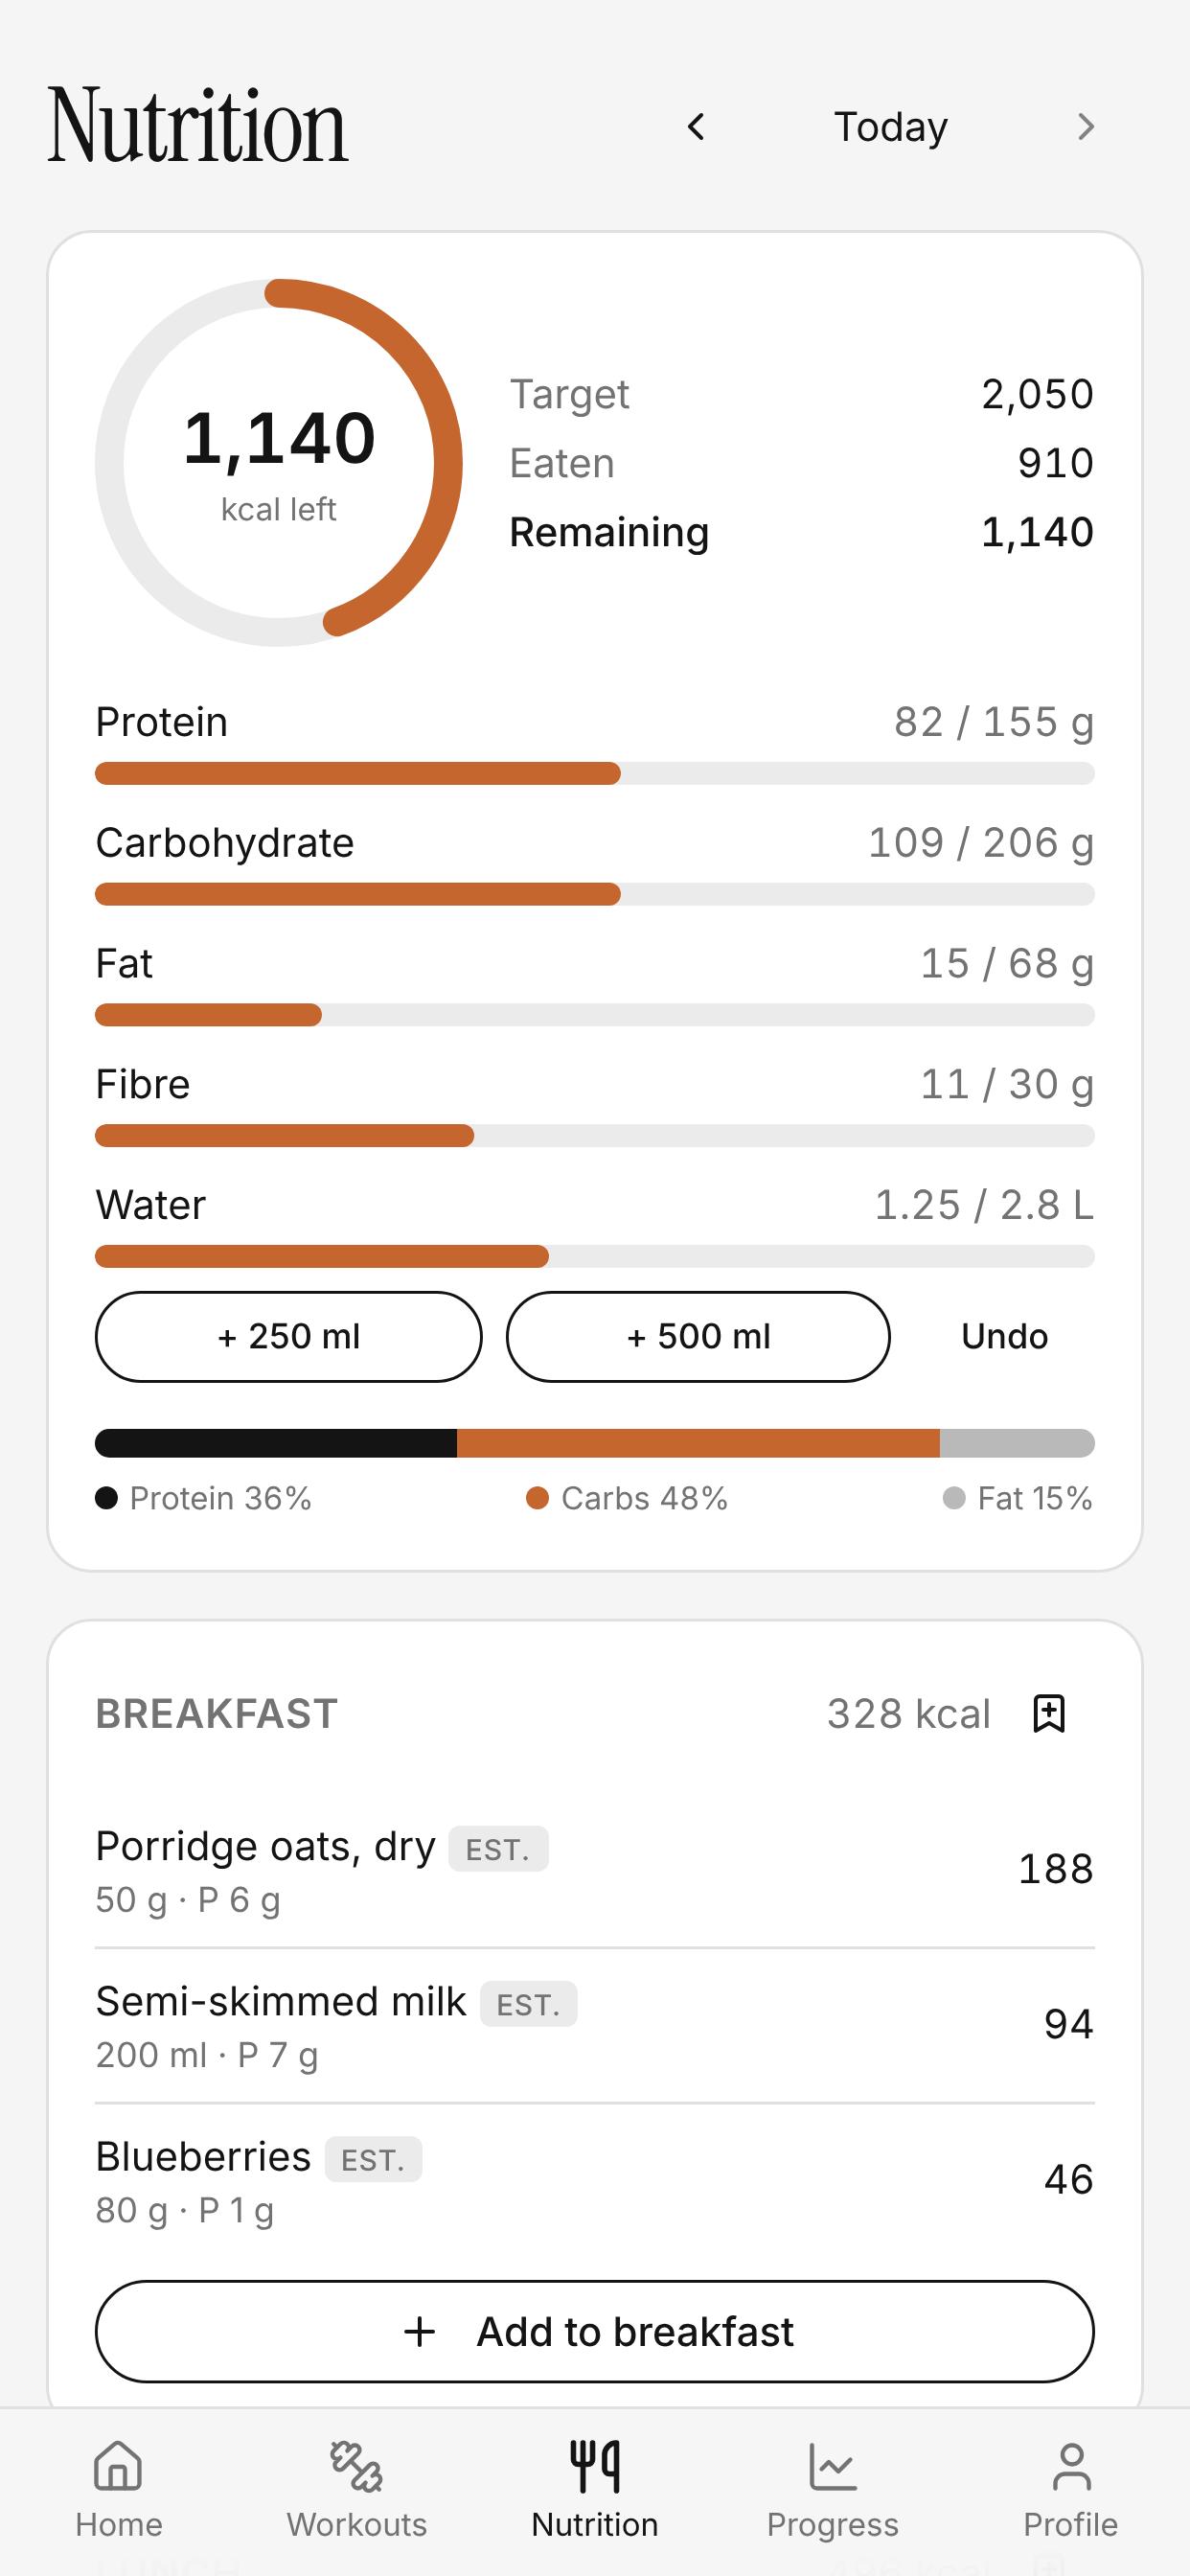 Nutrition
Today
1,140
kcal left
Target 2,050
Eaten 910
Remaining 1,140
Protein 82 / 155 g
Carbohydrate 109 / 206 g
Fat 15 / 68 g
Fibre 11 / 30 g
Water 1.25 / 2.8 L
+ 250 ml + 500 ml Undo
Protein 36% Carbs 48% Fat 15%
BREAKFAST 328 kcal
Porridge oats, dry EST.
50 g · P 6 g
188
Semi-skimmed milk EST.
200 ml · P 7 g
94
Blueberries EST.
80 g · P 1 g
46
+ Add to breakfast
Home Workouts Nutrition Progress Profile